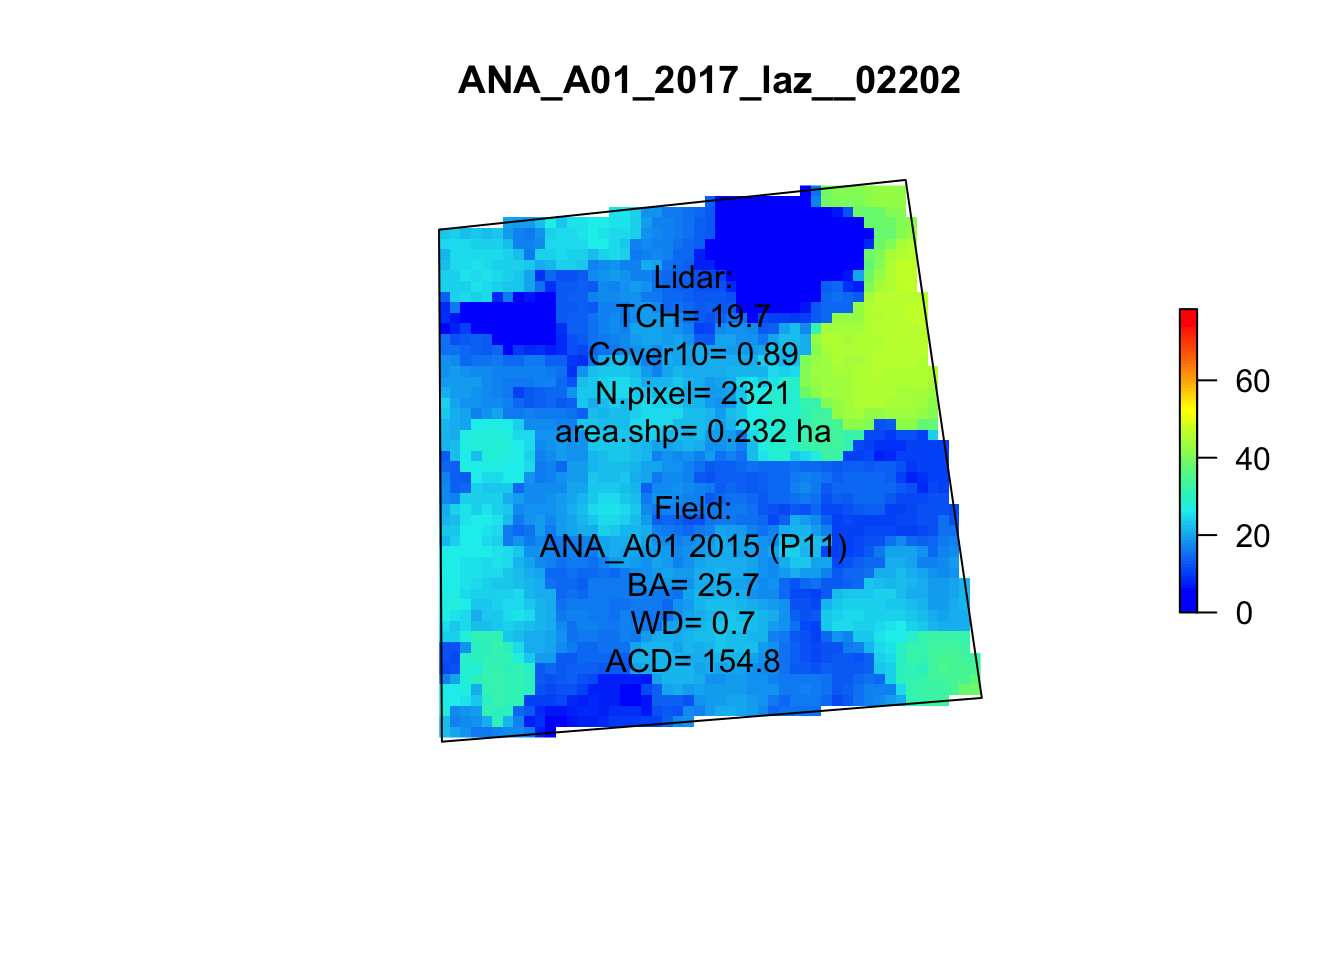 ANA_A01_2017_laz__02202
Lidar:
TCH= 19.7
Cover10= 0.89
N.pixel= 2321
area.shp= 0.232 ha
Field:
ANA_A01 2015 (P11)
BA= 25.7
WD= 0.7
ACD= 154.8
60
40
20
0